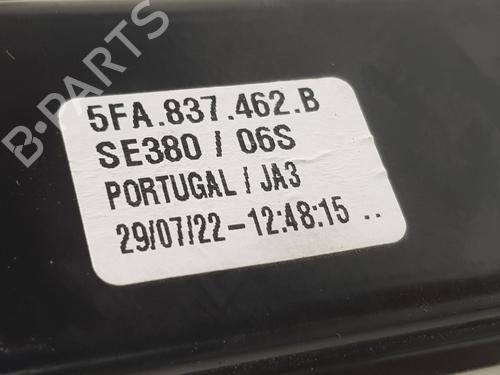 B-PARTS
5FA.837.462.B
SE380 / 06S
PORTUGAL / JA3
29/07/22-12:48:15 ..